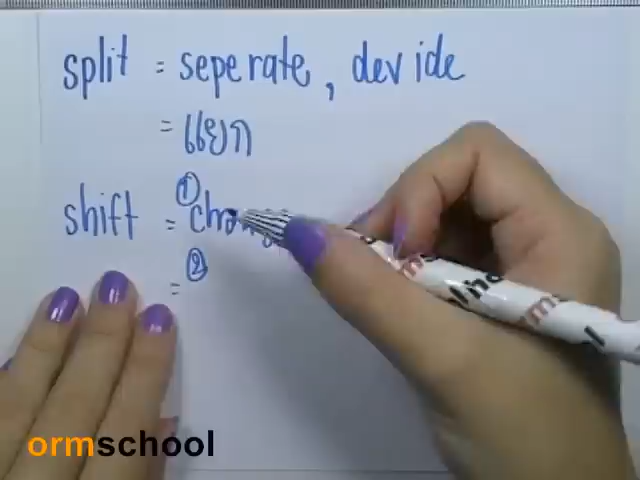 split = seperate, devide
= แยก
shift = ①
= ②
ormschool